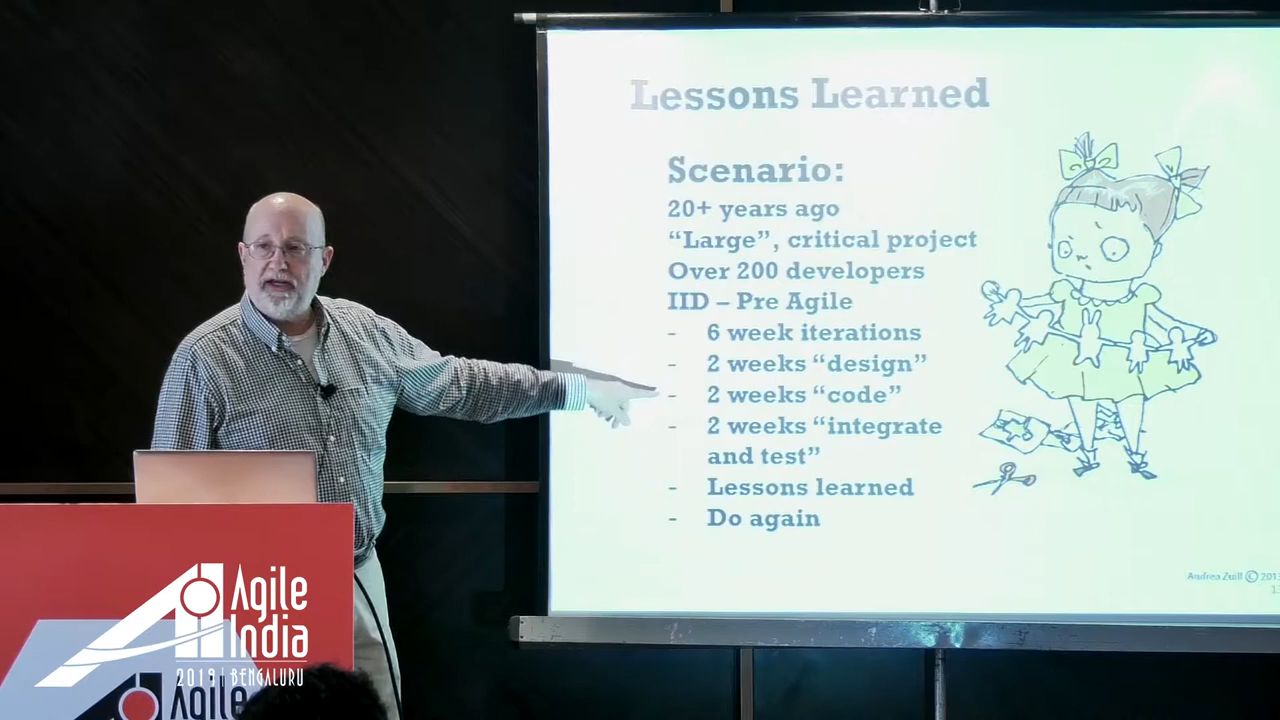 Lessons Learned
Scenario:
20+ years ago
“Large”, critical project
Over 200 developers
IID – Pre Agile
- 6 week iterations
- 2 weeks “design”
- 2 weeks “code”
- 2 weeks “integrate
and test”
- Lessons learned
- Do again
Andrea Zuill © 201
Agile
India
2019 | BENGALURU
Agile